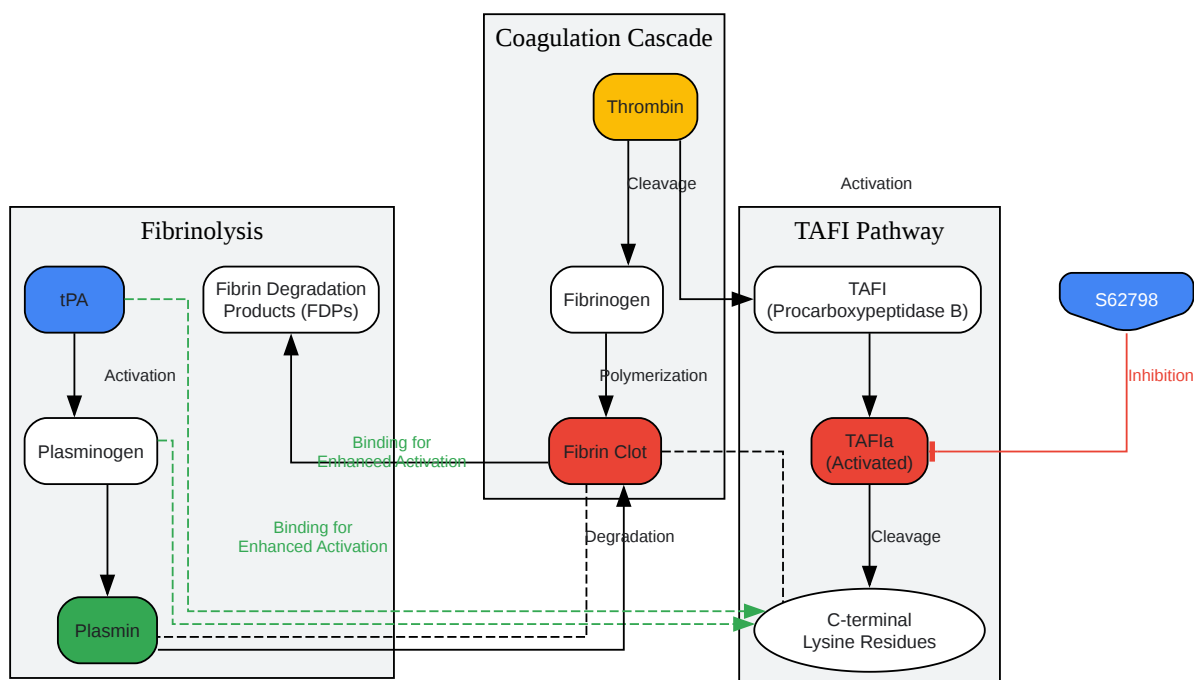 Coagulation Cascade
Thrombin
Cleavage
Activation
Fibrinolysis
TAFI Pathway
tPA
Fibrin Degradation
Products (FDPs)
Fibrinogen
TAFI
(Procarboxypeptidase B)
S62798
Activation
Polymerization
Inhibition
Plasminogen
Binding for
Enhanced Activation
Fibrin Clot
TAFIa
(Activated)
Binding for
Enhanced Activation
Degradation
Cleavage
Plasmin
C-terminal
Lysine Residues